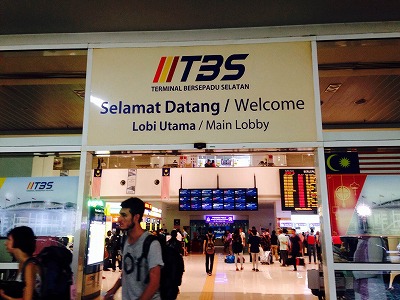 TBS
TERMINAL BERSEPADU SELATAN
Selamat Datang / Welcome
Lobi Utama / Main Lobby
TBS